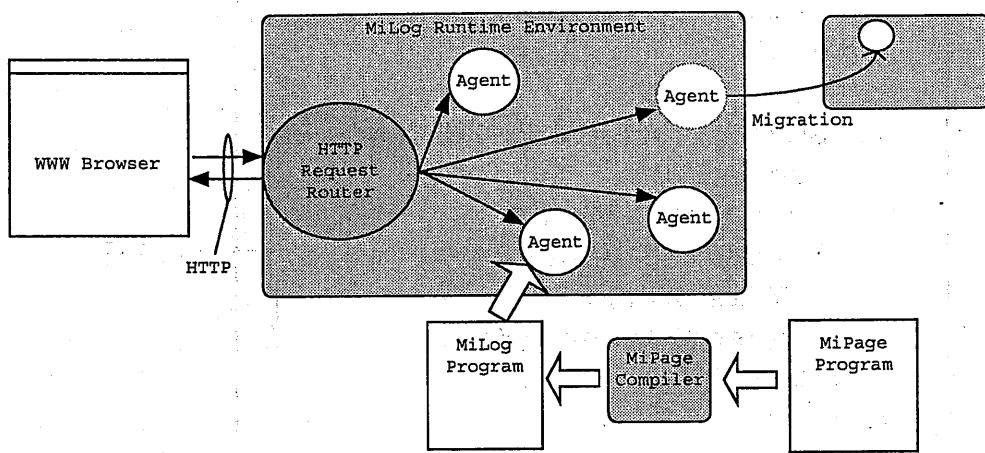 MiLog Runtime Environment
Agent
Agent
Migration
WWW Browser
HTTP
Request
Router
Agent
Agent
HTTP
MiLog
Program
MiPage
Compiler
MiPage
Program